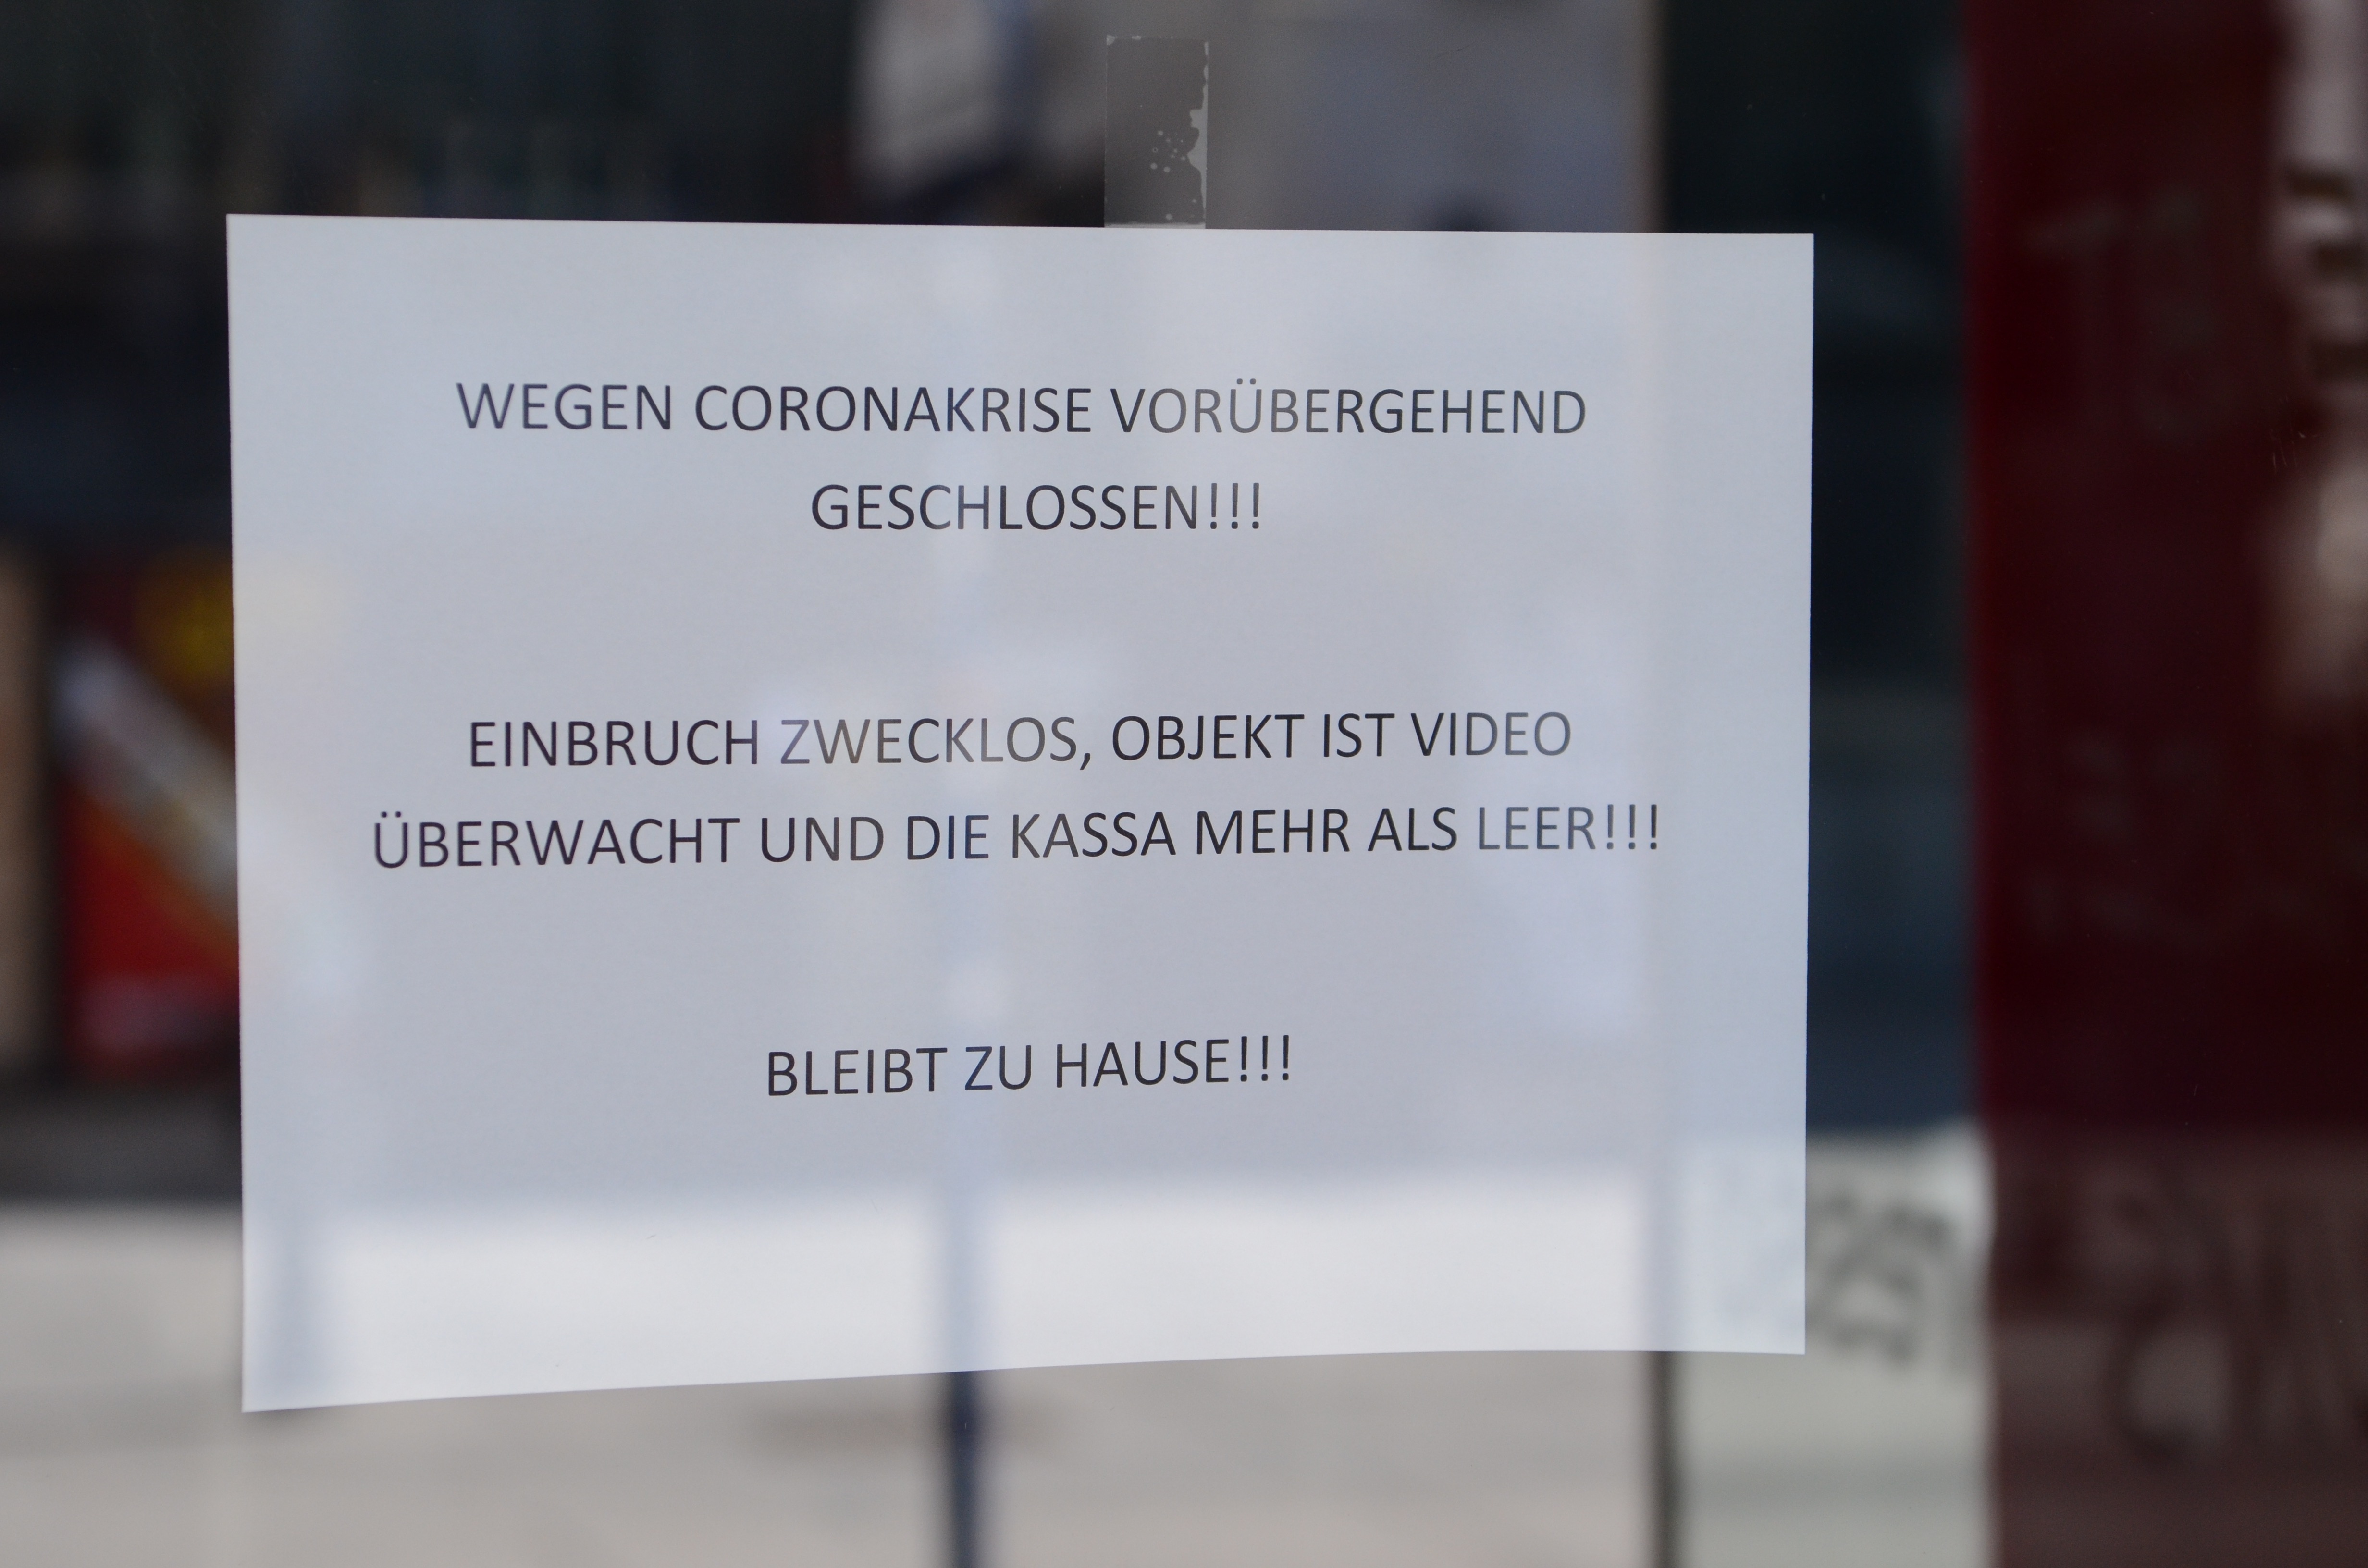 WEGEN CORONAKRISE VORÜBERGEHEND
GESCHLOSSEN!!!
EINBRUCH ZWECKLOS, OBJEKT IST VIDEO
ÜBERWACHT UND DIE KASSA MEHR ALS LEER!!!
BLEIBT ZU HAUSE!!!